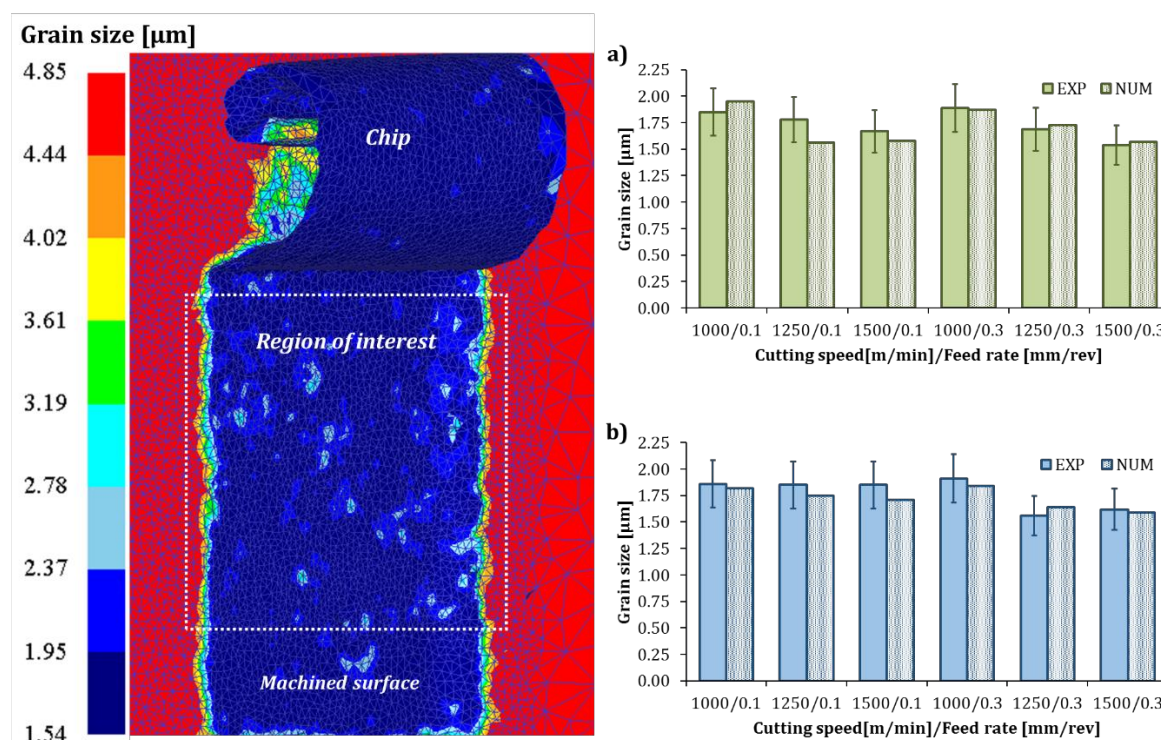 Grain size [µm]
4.85
4.44
4.02
3.61
3.19
2.78
2.37
1.95
1.54
Chip
Region of interest
Machined surface
a)
Grain size [µm]
2.25
2.00
1.75
1.50
1.25
1.00
0.75
0.50
0.25
0.00
EXP NUM
1000/0.1 1250/0.1 1500/0.1 1000/0.3 1250/0.3 1500/0.3
Cutting speed[m/min]/Feed rate [mm/rev]
b)
Grain size [µm]
2.25
2.00
1.75
1.50
1.25
1.00
0.75
0.50
0.25
0.00
EXP NUM
1000/0.1 1250/0.1 1500/0.1 1000/0.3 1250/0.3 1500/0.3
Cutting speed[m/min]/Feed rate [mm/rev]